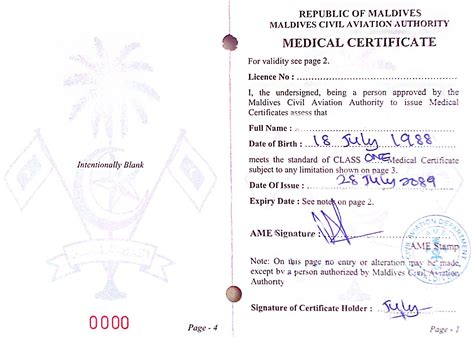 Intentionally Blank
0000
Page - 4
REPUBLIC OF MALDIVES
MALDIVES CIVIL AVIATION AUTHORITY
MEDICAL CERTIFICATE
For validity see page 2.
Licence No :
I, the undersigned, being a person approved by the
Maldives Civil Aviation Authority to issue Medical
Certificates assess that
Full Name :
Date of Birth : 18 July 1988
meets the standard of CLASS ONE Medical Certificate
subject to any limitation shown on page 3.
Date Of Issue : 28 July 2089
Expiry Date : See notes on page 2.
AME Signature :
AME Stamp
CIVIL AVIATION DEPARTMENT
Note: On this page no entry or alteration may be made,
except by a person authorized by Maldives Civil Aviation
Authority
Signature of Certificate Holder : July
Page - 1